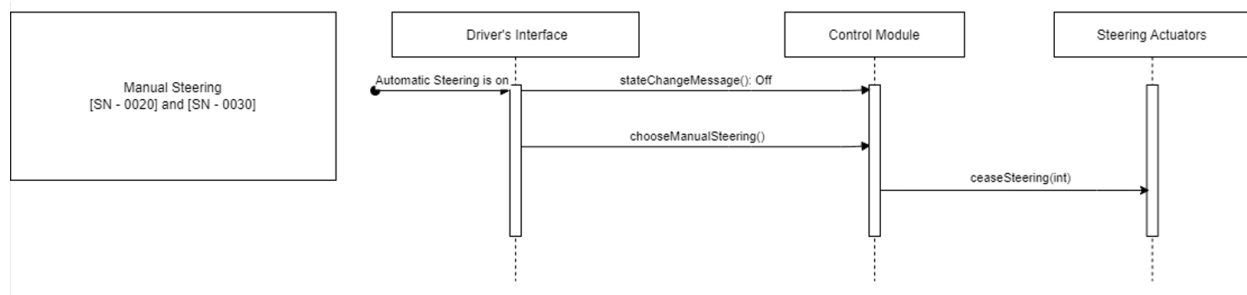 Manual Steering
[SN - 0020] and [SN - 0030]
Driver's Interface
Control Module
Steering Actuators
Automatic Steering is on
stateChangeMessage(): Off
chooseManualSteering()
ceaseSteering(int)